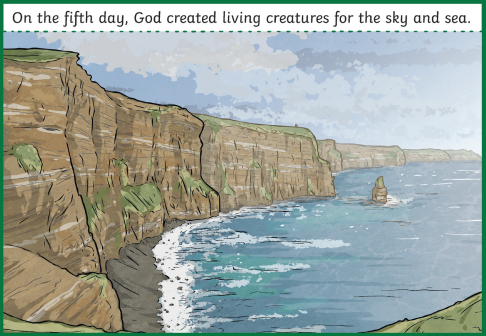 On the fifth day, God created living creatures for the sky and sea.